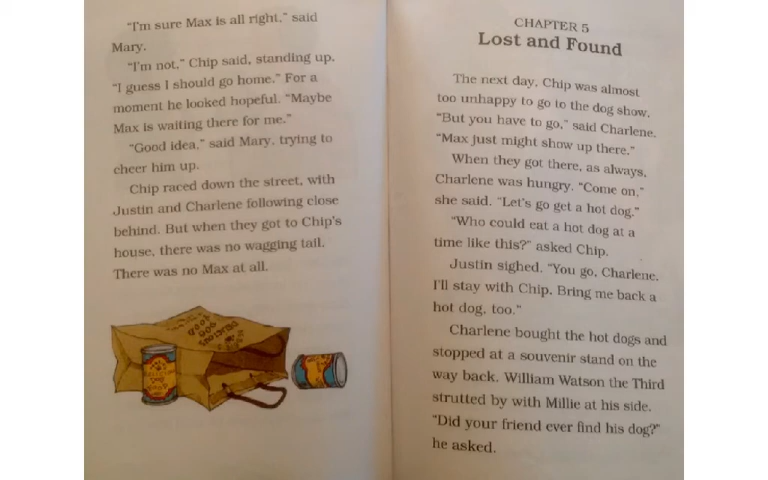 "I'm sure Max is all right," said
Mary.
"I'm not," Chip said, standing up.
"I guess I should go home." For a
moment he looked hopeful. "Maybe
Max is waiting there for me."
"Good idea," said Mary, trying to
cheer him up.
Chip raced down the street, with
Justin and Charlene following close
behind. But when they got to Chip's
house, there was no wagging tail.
There was no Max at all.
CHAPTER 5
Lost and Found
The next day, Chip was almost
too unhappy to go to the dog show.
"But you have to go," said Charlene.
"Max just might show up there."
When they got there, as always,
Charlene was hungry. "Come on,"
she said. "Let's go get a hot dog."
"Who could eat a hot dog at a
time like this?" asked Chip.
Justin sighed. "You go, Charlene.
I'll stay with Chip. Bring me back a
hot dog, too."
Charlene bought the hot dogs and
stopped at a souvenir stand on the
way back. William Watson the Third
strutted by with Millie at his side.
"Did your friend ever find his dog?"
he asked.